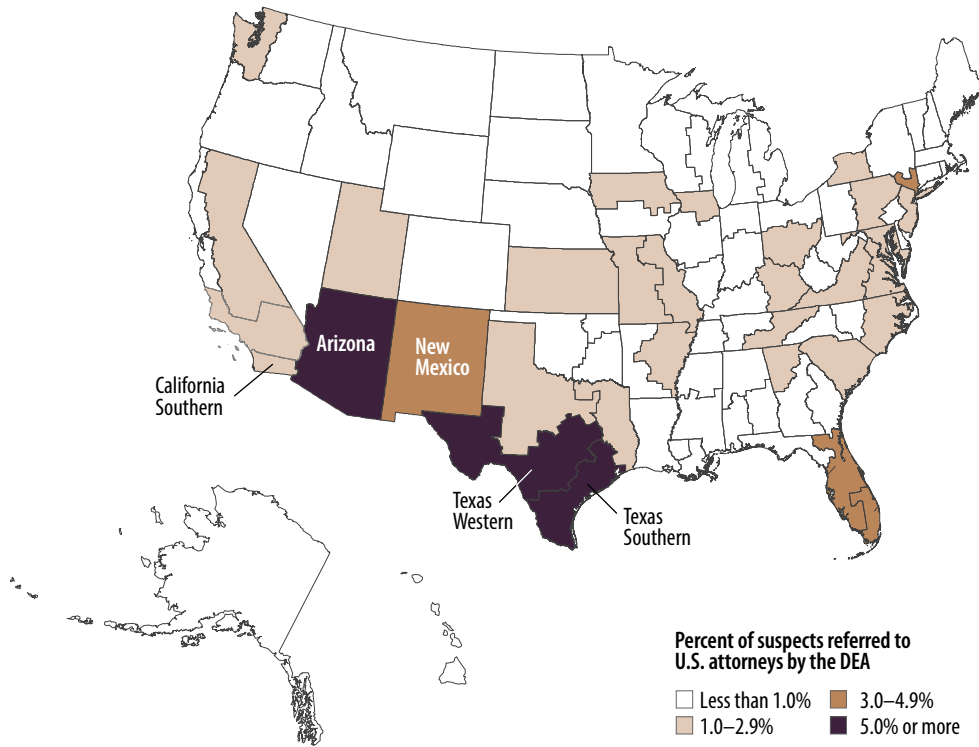 Arizona
New
Mexico
California
Southern
Texas
Western
Texas
Southern
Percent of suspects referred to
U.S. attorneys by the DEA
Less than 1.0%
3.0–4.9%
1.0–2.9%
5.0% or more